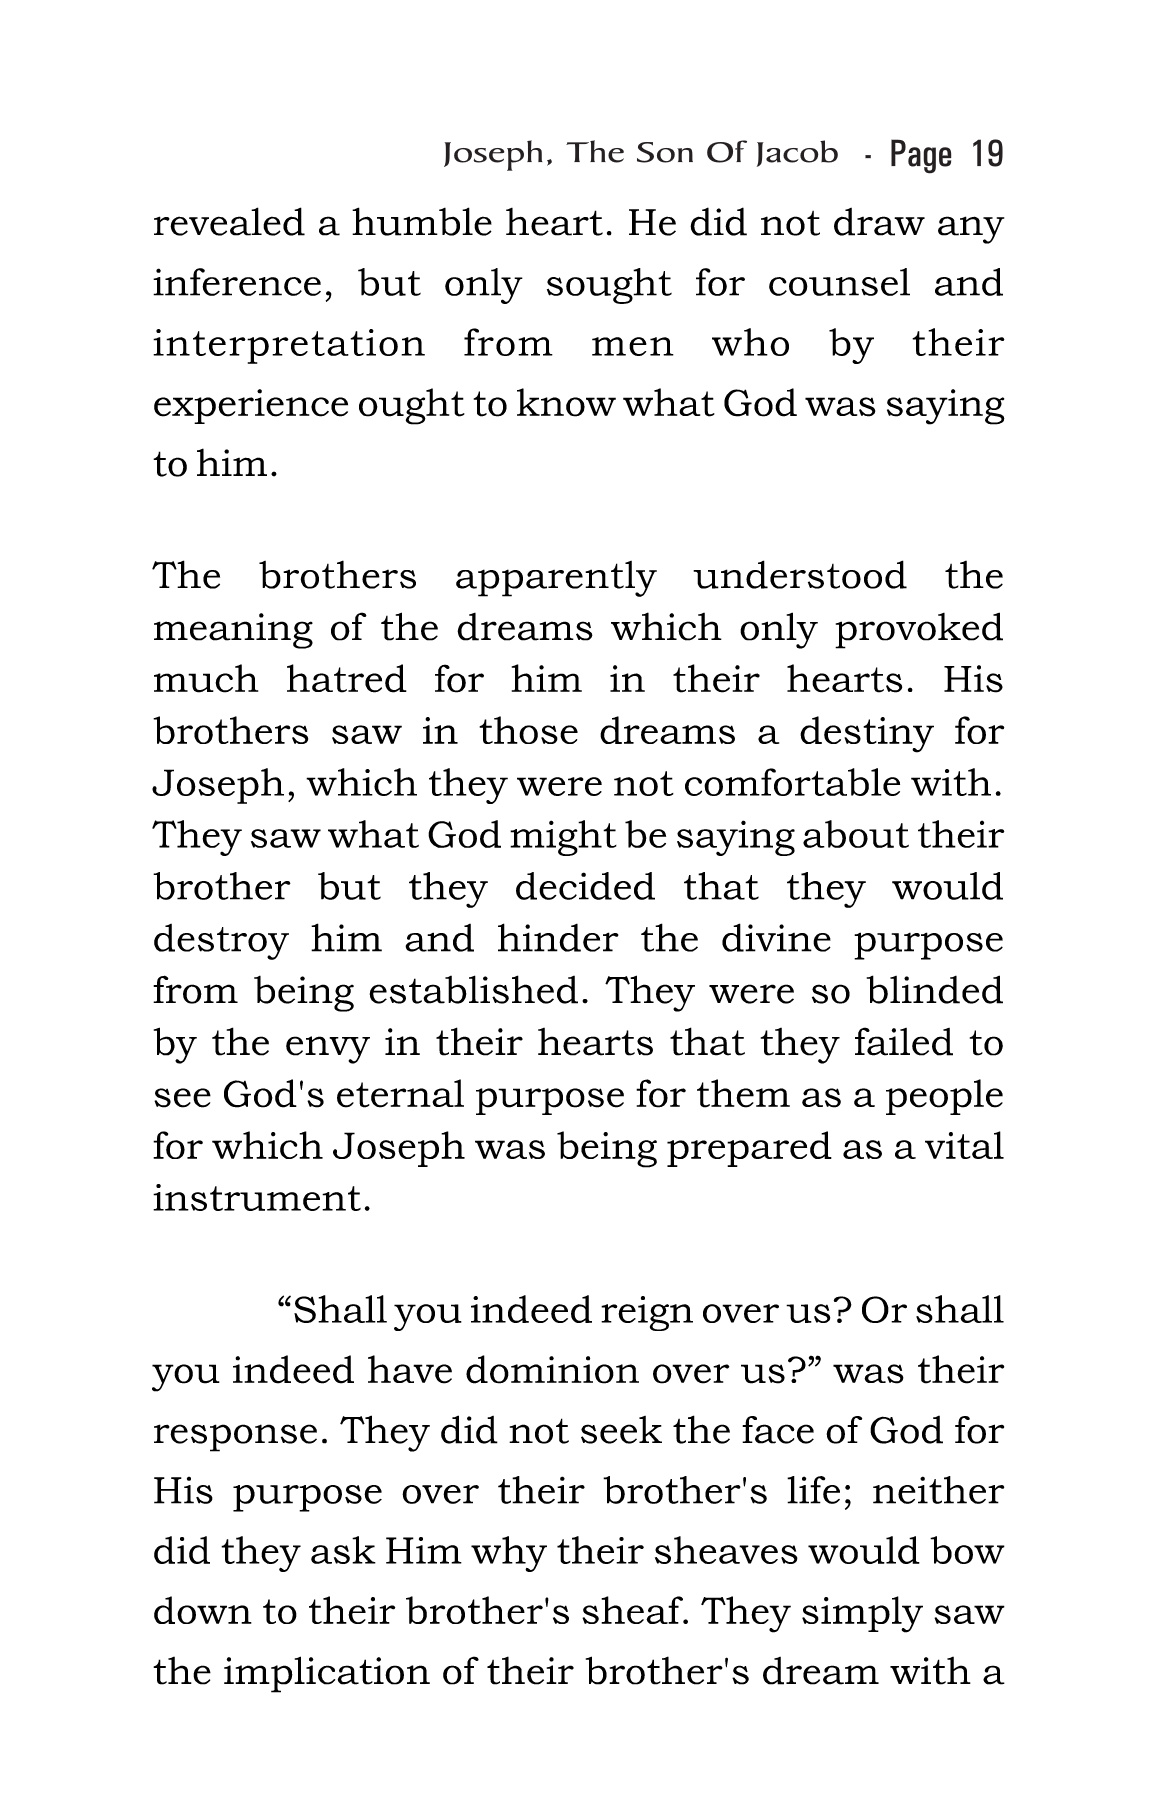 Joseph, The Son Of Jacob - Page 19
revealed a humble heart. He did not draw any
inference, but only sought for counsel and
interpretation from men who by their
experience ought to know what God was saying
to him.
The brothers apparently understood the
meaning of the dreams which only provoked
much hatred for him in their hearts. His
brothers saw in those dreams a destiny for
Joseph, which they were not comfortable with.
They saw what God might be saying about their
brother but they decided that they would
destroy him and hinder the divine purpose
from being established. They were so blinded
by the envy in their hearts that they failed to
see God's eternal purpose for them as a people
for which Joseph was being prepared as a vital
instrument.
“Shall you indeed reign over us? Or shall
you indeed have dominion over us?” was their
response. They did not seek the face of God for
His purpose over their brother's life; neither
did they ask Him why their sheaves would bow
down to their brother's sheaf. They simply saw
the implication of their brother's dream with a